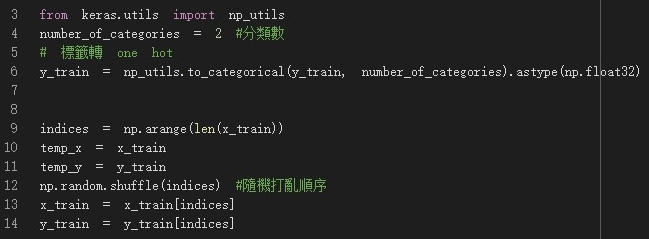 3 from keras.utils import np_utils
4 number_of_categories = 2 #分類數
5 # 標籤轉 one hot
6 y_train = np_utils.to_categorical(y_train, number_of_categories).astype(np.float32)
7
8
9 indices = np.arange(len(x_train))
10 temp_x = x_train
11 temp_y = y_train
12 np.random.shuffle(indices) #隨機打亂順序
13 x_train = x_train[indices]
14 y_train = y_train[indices]